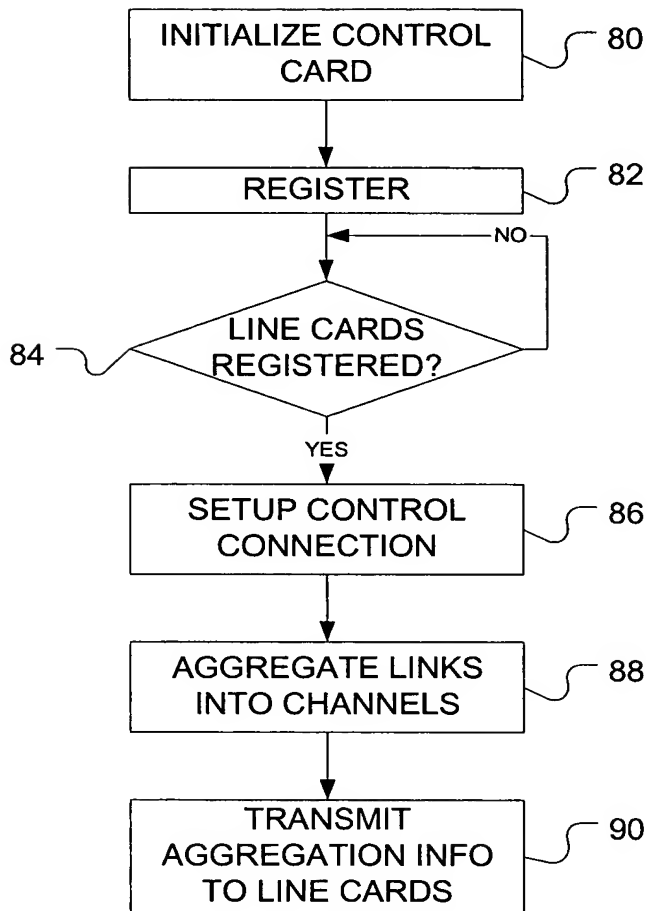 INITIALIZE CONTROL
CARD
80
REGISTER
82
NO
LINE CARDS
REGISTERED?
84
YES
SETUP CONTROL
CONNECTION
86
AGGREGATE LINKS
INTO CHANNELS
88
TRANSMIT
AGGREGATION INFO
TO LINE CARDS
90